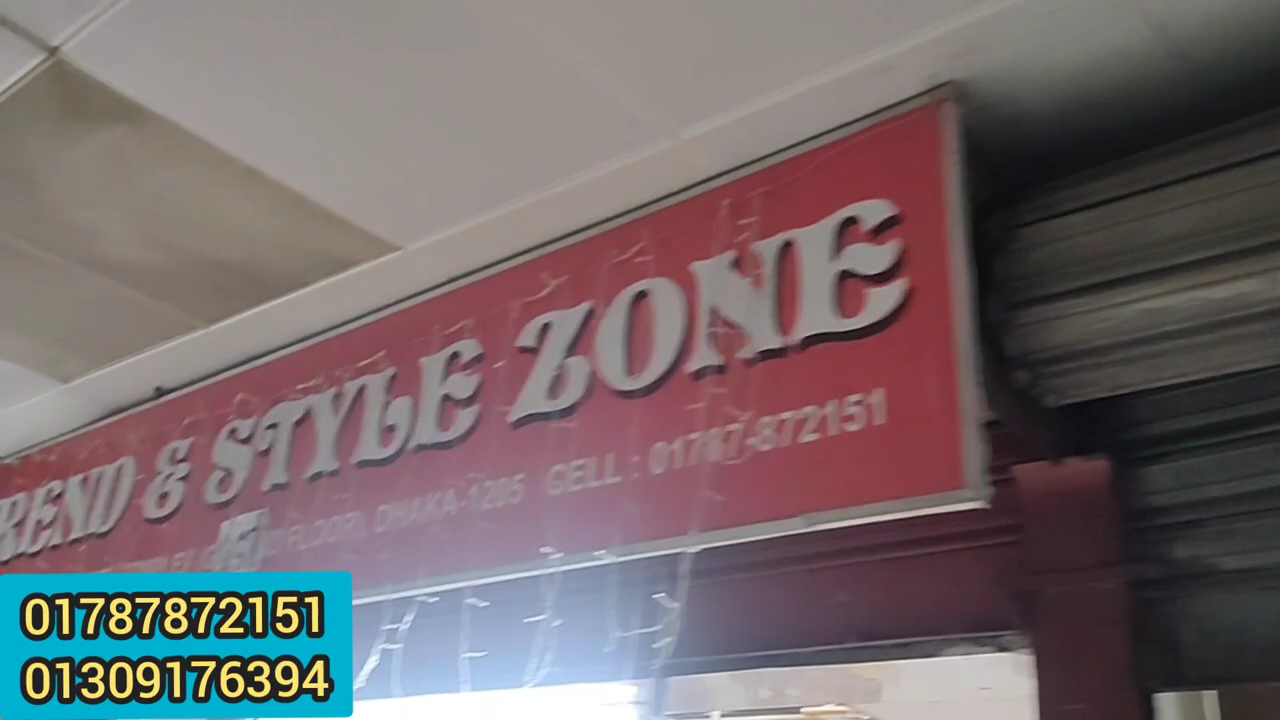 REND & STYLE ZONE
FLOOR), DHAKA-1205 CELL : 01787-872151
01787872151
01309176394